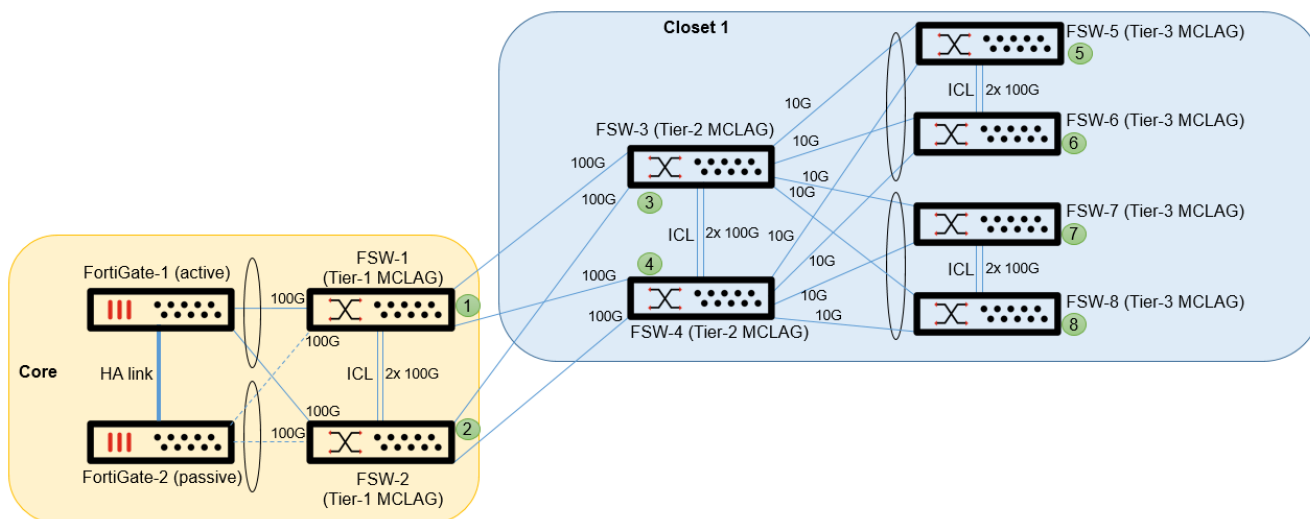 Closet 1
FSW-5 (Tier-3 MCLAG)
5
10G
ICL
2x 100G
FSW-3 (Tier-2 MCLAG)
10G
FSW-6 (Tier-3 MCLAG)
6
100G
10G
10G
100G
3
FSW-7 (Tier-3 MCLAG)
7
ICL
2x 100G
10G
FSW-1
(Tier-1 MCLAG)
4
10G
ICL
2x 100G
FortiGate-1 (active)
100G
10G
FSW-8 (Tier-3 MCLAG)
8
100G
1
100G
10G
FSW-4 (Tier-2 MCLAG)
100G
Core
HA link
ICL
2x 100G
100G
100G
2
FortiGate-2 (passive)
FSW-2
(Tier-1 MCLAG)